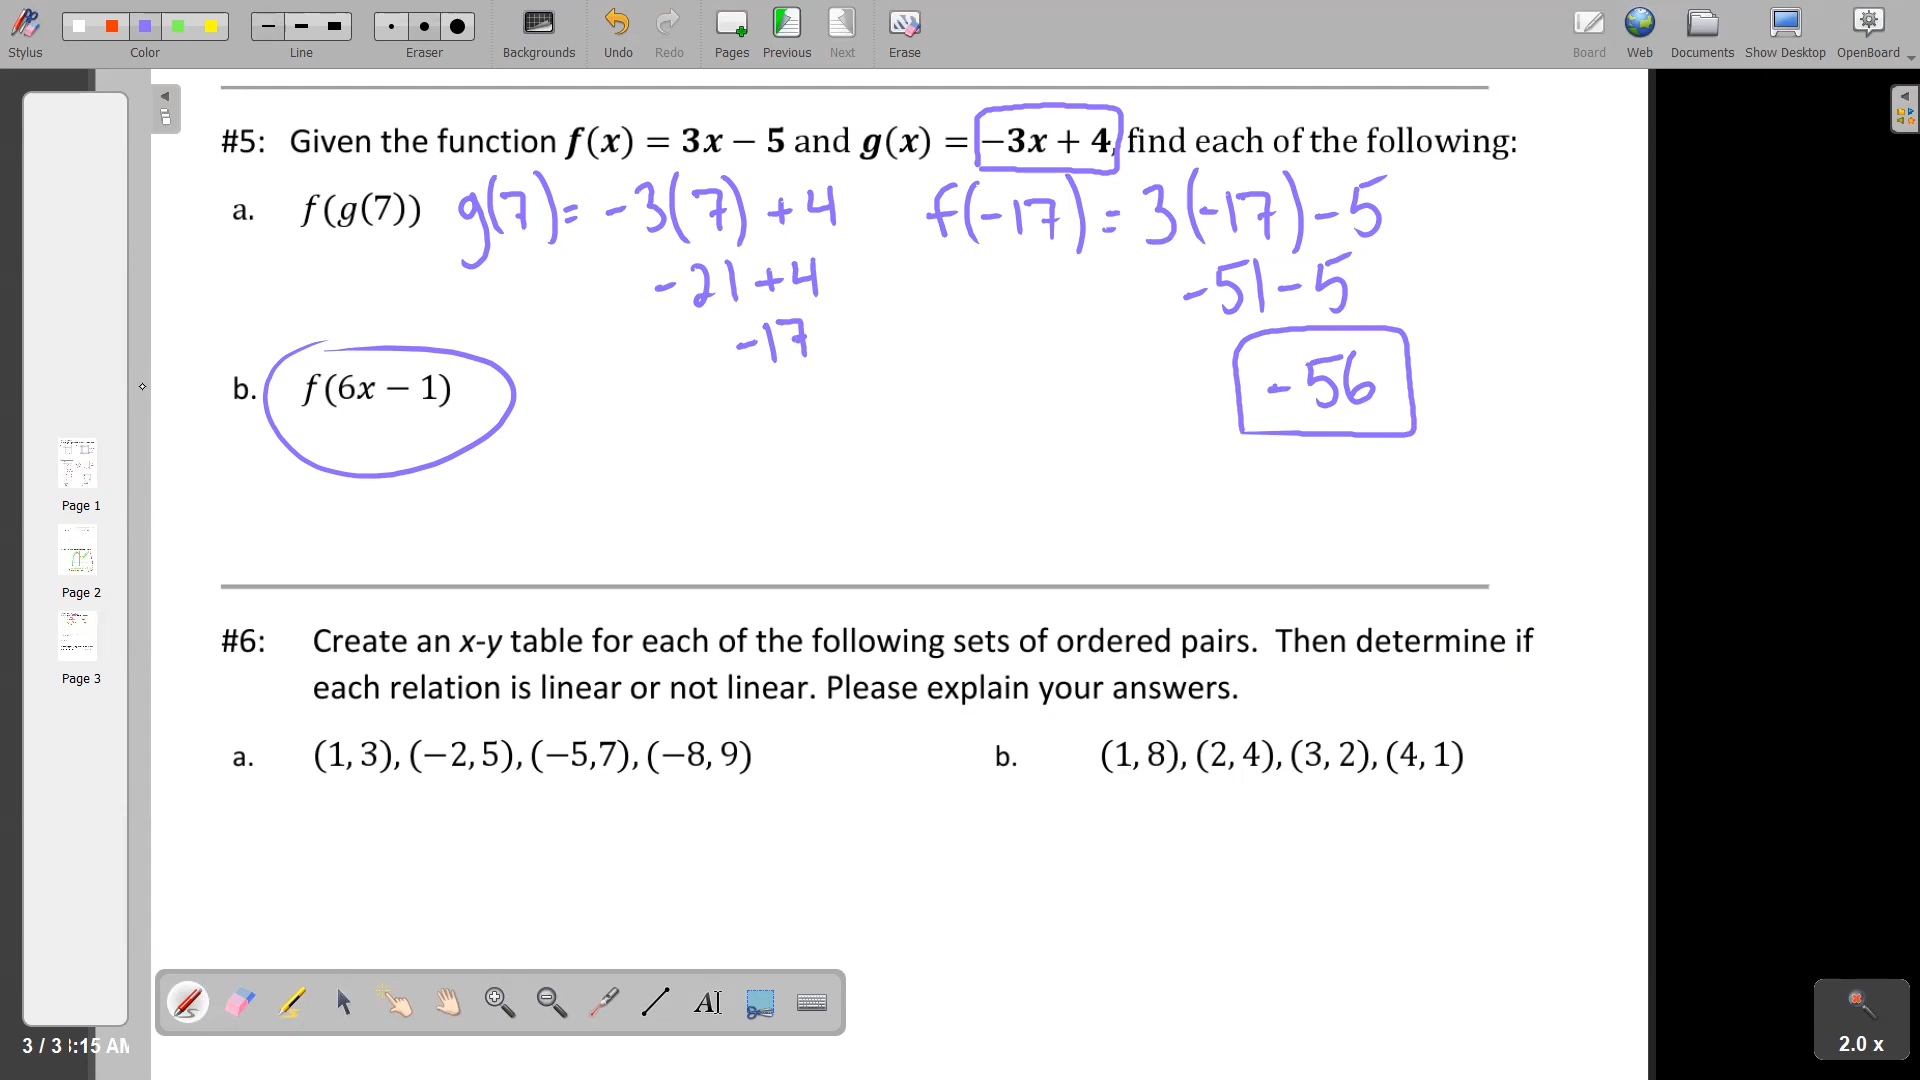 Stylus Color Line Eraser Backgrounds Undo Redo Pages Previous Next Erase Board Web Documents Show Desktop OpenBoard
#5: Given the function f(x) = 3x − 5 and g(x) = −3x + 4, find each of the following:
a. f(g(7)) g(7) = -3(7) + 4 f(-17) = 3(-17) - 5
-21 + 4 -51 - 5
-17
-56
b. f(6x − 1)
#6: Create an x-y table for each of the following sets of ordered pairs. Then determine if
each relation is linear or not linear. Please explain your answers.
a. (1, 3), (−2, 5), (−5,7), (−8, 9) b. (1, 8), (2, 4), (3, 2), (4, 1)
Page 1
Page 2
Page 3
3 / 3 :15 AM
AI
2.0 x